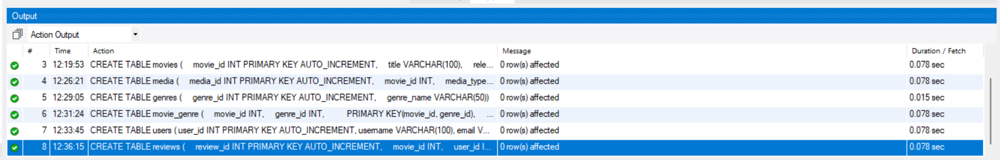 Output
Action Output
# Time Action Message Duration / Fetch
3 12:19:53 CREATE TABLE movies ( movie_id INT PRIMARY KEY AUTO_INCREMENT, title VARCHAR(100), rele... 0 row(s) affected 0.078 sec
4 12:26:21 CREATE TABLE media ( media_id INT PRIMARY KEY AUTO_INCREMENT, movie_id INT, media_type... 0 row(s) affected 0.078 sec
5 12:29:05 CREATE TABLE genres ( genre_id INT PRIMARY KEY AUTO_INCREMENT, genre_name VARCHAR(50)) 0 row(s) affected 0.015 sec
6 12:31:24 CREATE TABLE movie_genre ( movie_id INT, genre_id INT, PRIMARY KEY(movie_id, genre_id), ... 0 row(s) affected 0.078 sec
7 12:33:45 CREATE TABLE users ( user_id INT PRIMARY KEY AUTO_INCREMENT, username VARCHAR(100), email V... 0 row(s) affected 0.078 sec
8 12:36:15 CREATE TABLE reviews ( review_id INT PRIMARY KEY AUTO_INCREMENT, movie_id INT, user_id I... 0 row(s) affected 0.078 sec